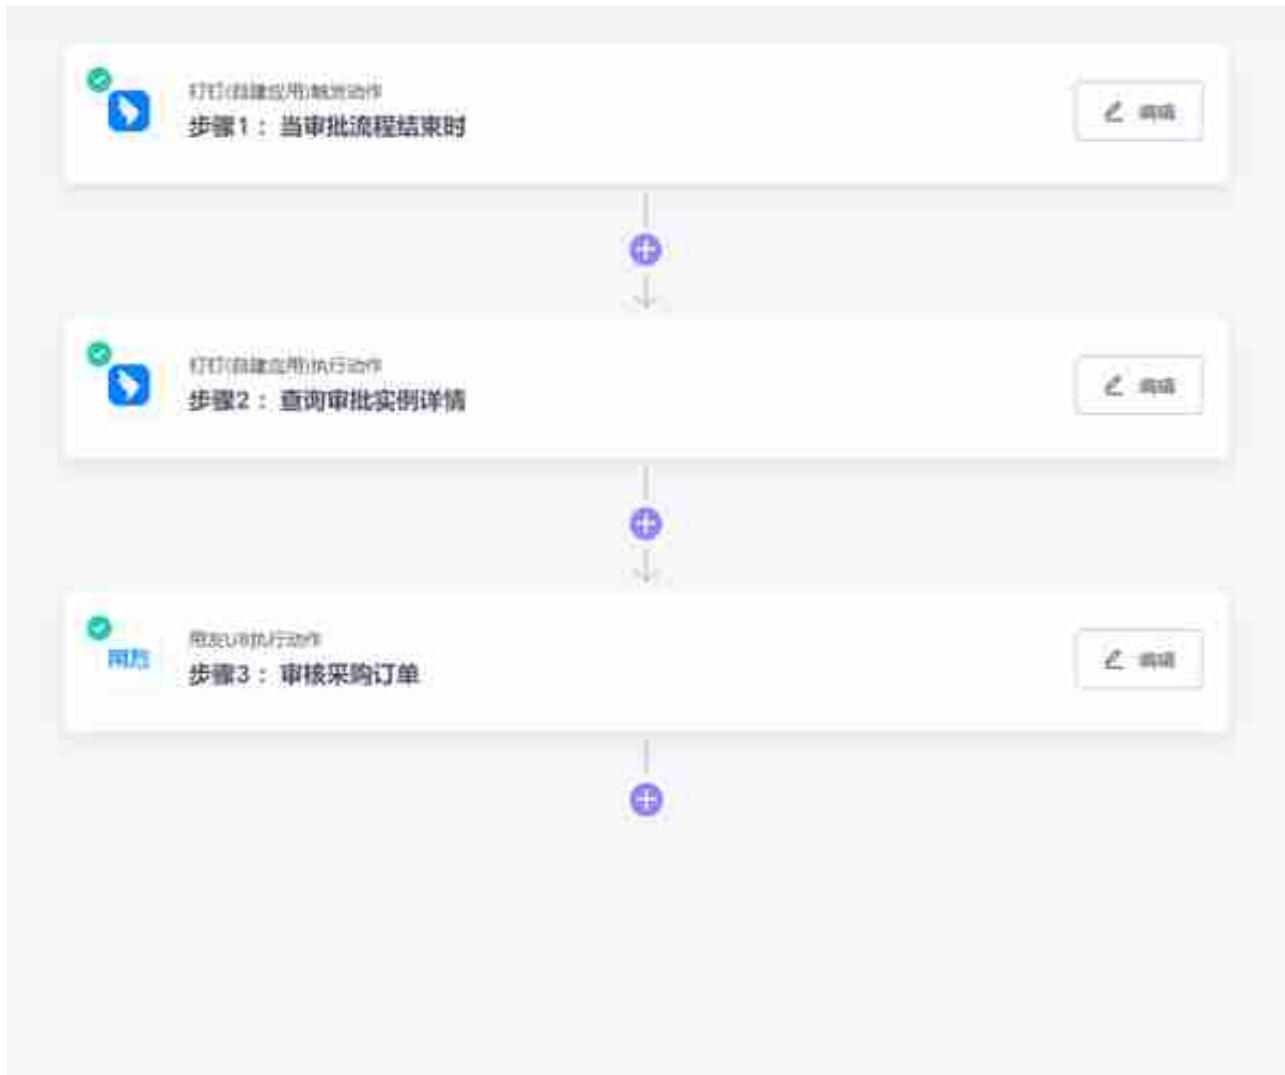 钉钉(自建应用)触发动作
步骤1： 当审批流程结束时
编辑
钉钉(自建应用)执行动作
步骤2： 查询审批实例详情
编辑
用友U8执行动作
用友
步骤3： 审核采购订单
编辑